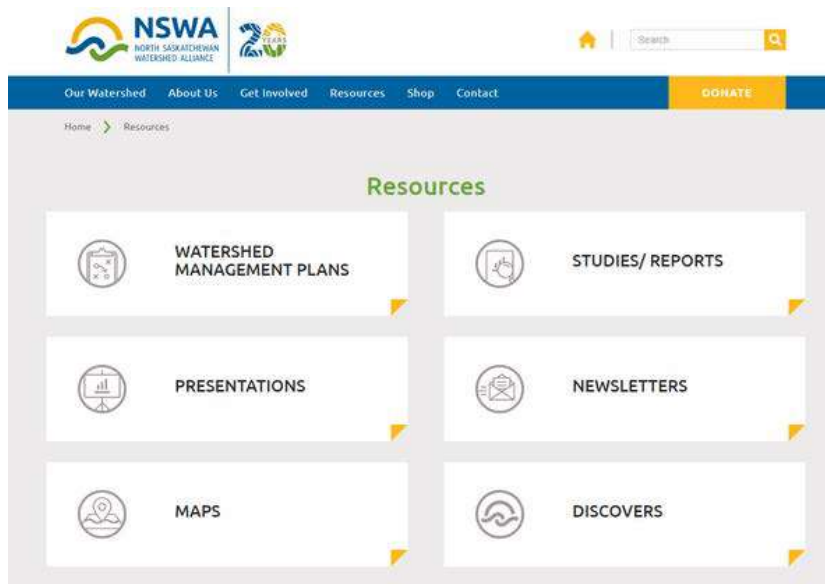 NSWA
NORTH SASKATCHEWAN
WATERSHED ALLIANCE
20
YEARS
Search
Our Watershed About Us Get Involved Resources Shop Contact DONATE
Home Resources
Resources
WATERSHED
MANAGEMENT PLANS
STUDIES/ REPORTS
PRESENTATIONS
NEWSLETTERS
MAPS
DISCOVERS